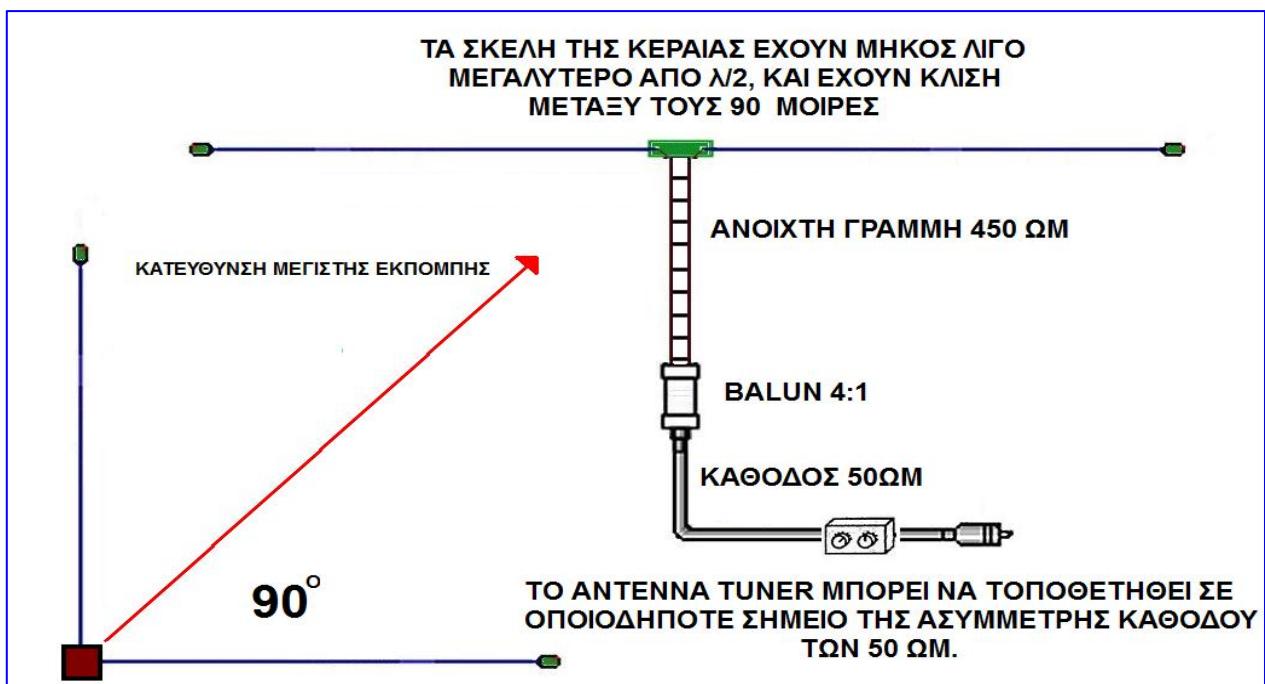 ΤΑ ΣΚΕΛΗ ΤΗΣ ΚΕΡΑΙΑΣ ΕΧΟΥΝ ΜΗΚΟΣ ΛΙΓΟ
ΜΕΓΑΛΥΤΕΡΟ ΑΠΟ λ/2, ΚΑΙ ΕΧΟΥΝ ΚΛΙΣΗ
ΜΕΤΑΞΥ ΤΟΥΣ 90 ΜΟΙΡΕΣ
ΑΝΟΙΧΤΗ ΓΡΑΜΜΗ 450 ΩΜ
ΚΑΤΕΥΘΥΝΣΗ ΜΕΓΙΣΤΗΣ ΕΚΠΟΜΠΗΣ
BALUN 4:1
ΚΑΘΟΔΟΣ 50ΩΜ
90°
ΤΟ ANTENNA TUNER ΜΠΟΡΕΙ ΝΑ ΤΟΠΟΘΕΤΗΘΕΙ ΣΕ
ΟΠΟΙΟΔΗΠΟΤΕ ΣΗΜΕΙΟ ΤΗΣ ΑΣΥΜΜΕΤΡΗΣ ΚΑΘΟΔΟΥ
ΤΩΝ 50 ΩΜ.